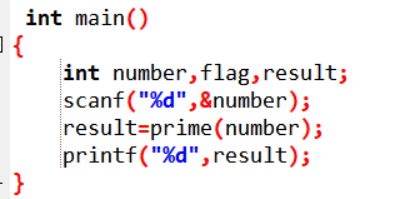 int main()
{
int number,flag,result;
scanf("%d",&number);
result=prime(number);
printf("%d",result);
}